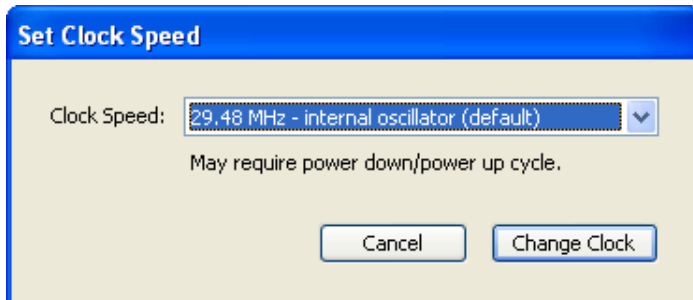 Set Clock Speed
Clock Speed: 29.48 MHz - internal oscillator (default)
May require power down/power up cycle.
Cancel Change Clock